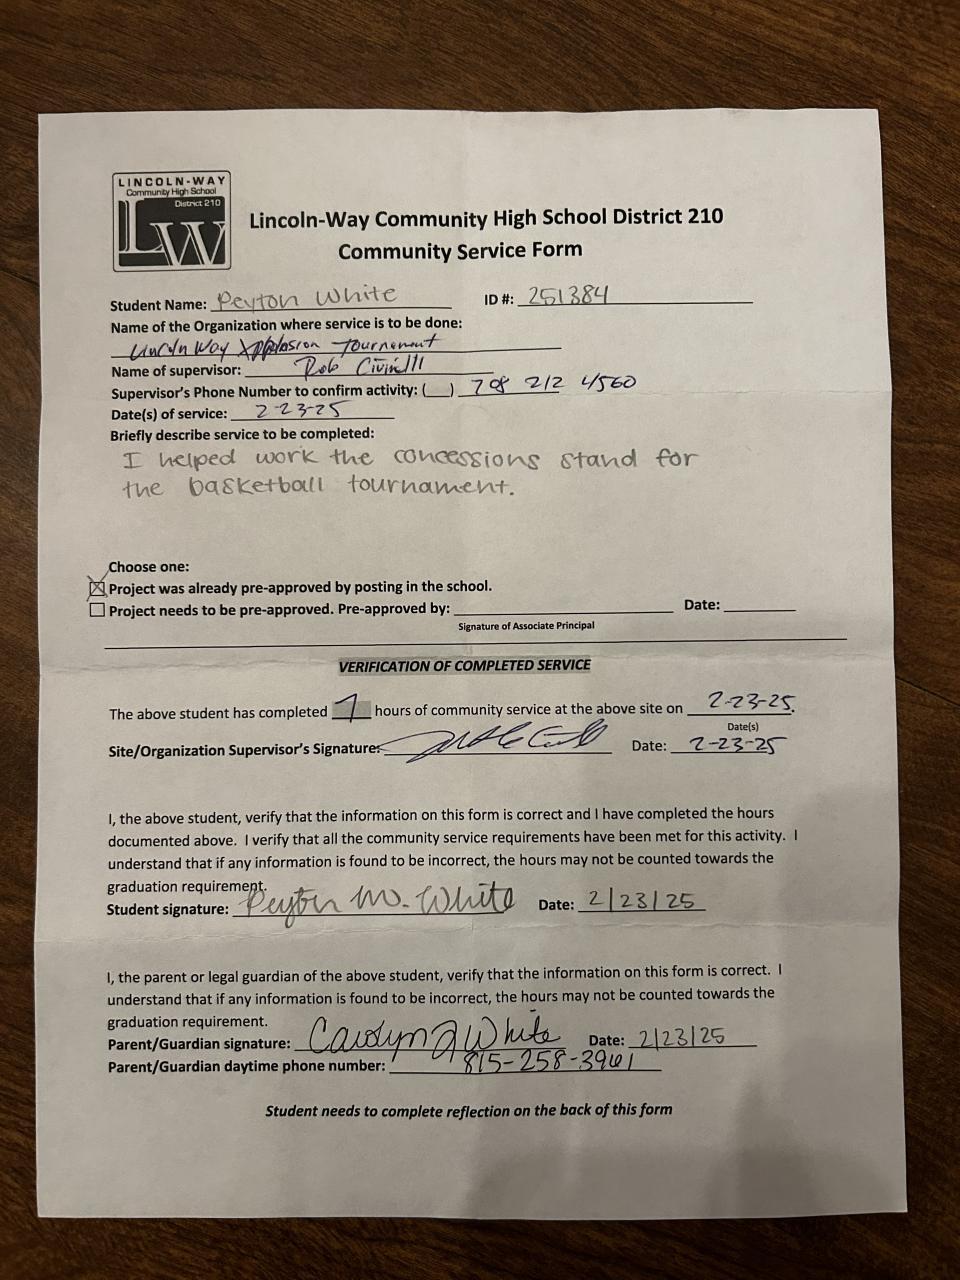 LINCOLN-WAY
Community High School
District 210
LW
Lincoln-Way Community High School District 210
Community Service Form
Student Name: Peyton White ID #: 251384
Name of the Organization where service is to be done:
Lincoln Way Xplosion Tournament
Name of supervisor: Rob
Supervisor's Phone Number to confirm activity: ( ) 708 212 4560
Date(s) of service: 2-23-25
Briefly describe service to be completed:
I helped work the concessions stand for
the basketball tournament.
Choose one:
☒ Project was already pre-approved by posting in the school.
☐ Project needs to be pre-approved. Pre-approved by: ____ Date: ____
Signature of Associate Principal
VERIFICATION OF COMPLETED SERVICE
The above student has completed 7 hours of community service at the above site on 2-23-25.
Date(s)
Site/Organization Supervisor's Signature: Date: 2-23-25
I, the above student, verify that the information on this form is correct and I have completed the hours
documented above. I verify that all the community service requirements have been met for this activity. I
understand that if any information is found to be incorrect, the hours may not be counted towards the
graduation requirement.
Student signature: Peyton M. White Date: 2/23/25
I, the parent or legal guardian of the above student, verify that the information on this form is correct. I
understand that if any information is found to be incorrect, the hours may not be counted towards the
graduation requirement.
Parent/Guardian signature: Carolyn J White Date: 2/23/25
Parent/Guardian daytime phone number: 815-258-3961
Student needs to complete reflection on the back of this form